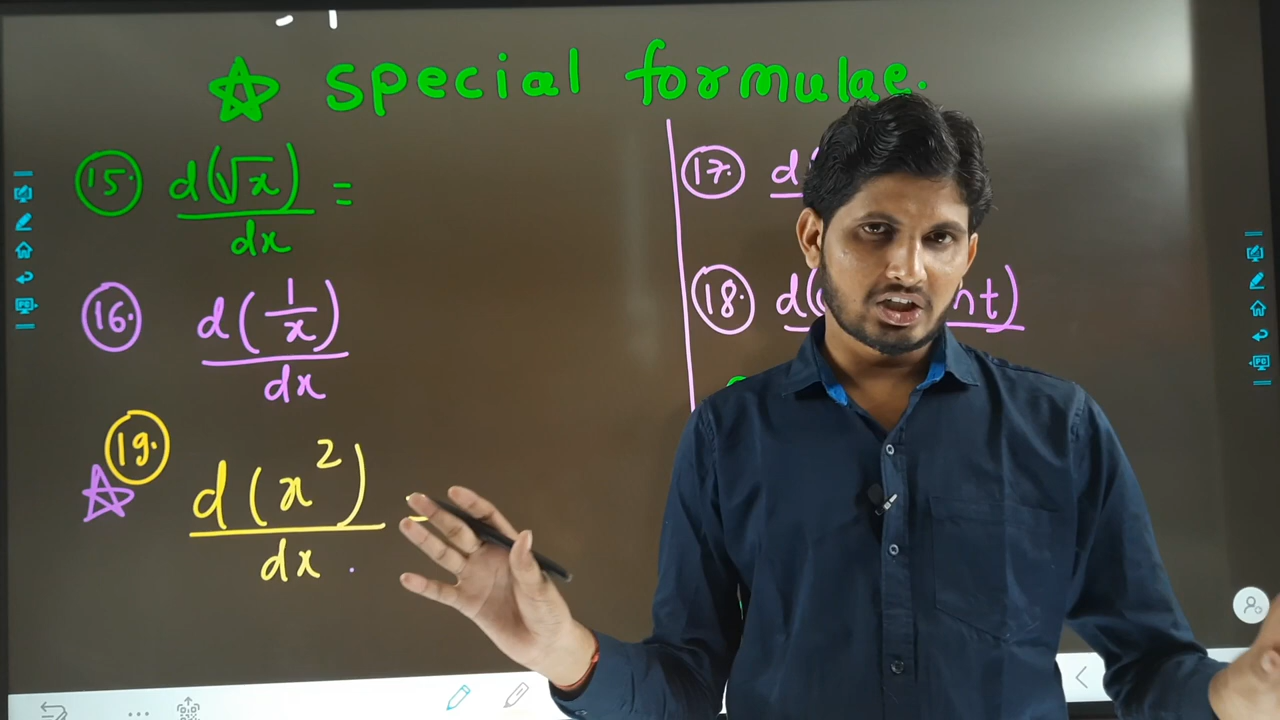 ☆ special formulae.
15. d(√x)/dx =
16. d(1/x)/dx
19. d(x²)/dx
17. d
18. d( nt)